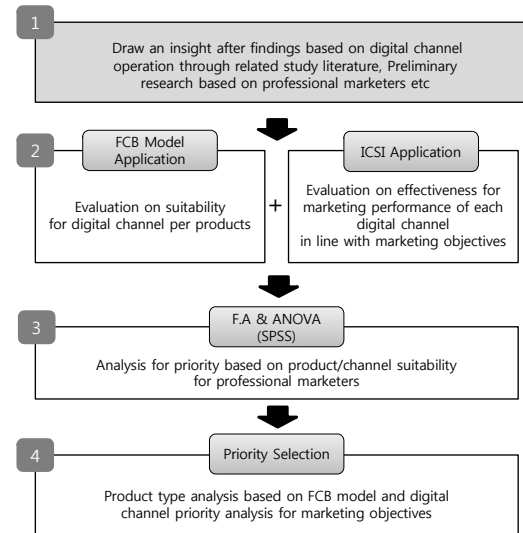 1
Draw an insight after findings based on digital channel
operation through related study literature, Preliminary
research based on professional marketers etc
2
FCB Model
Application
Evaluation on suitability
for digital channel per products
+
ICSI Application
Evaluation on effectiveness for
marketing performance of each
digital channel
in line with marketing objectives
3
F.A & ANOVA
(SPSS)
Analysis for priority based on product/channel suitability
for professional marketers
4
Priority Selection
Product type analysis based on FCB model and digital
channel priority analysis for marketing objectives